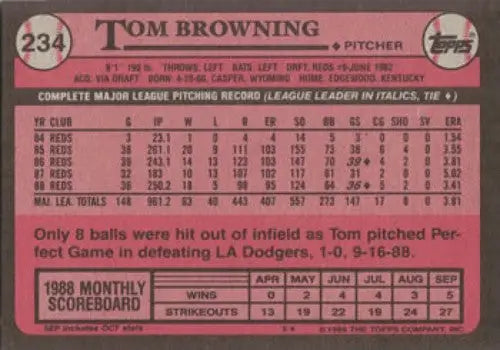 234
TOM BROWNING
♦ PITCHER
TOPPS
6'1" 190 lb. THROWS: LEFT BATS: LEFT DRFT: REDS #9-JUNE 1982
ACQ: VIA DRAFT BORN: CASPER, WYOMING HOME: EDGEWOOD, KENTUCKY
COMPLETE MAJOR LEAGUE PITCHING RECORD (LEAGUE LEADER IN ITALICS, TIE ♦)
YR CLUB G IP W L R ER SO BB GS CG SHO SV ERA
84 REDS 3 23.1 1 0 4 4 14 5 3 0 0 0 1.54
85 REDS 38 261.1 20 9 111 103 155 73 38 6 4 0 3.55
86 REDS 39 243.1 14 13 123 103 147 70 39♦ 4 2 0 3.81
87 REDS 32 183 10 13 107 102 117 61 31 2 0 0 5.02
88 REDS 36 250.2 18 5 98 95 124 64 36♦ 5 2 0 3.41
MAJ. LEA. TOTALS 148 961.2 63 40 443 407 557 273 147 17 8 0 3.81
Only 8 balls were hit out of infield as Tom pitched Per-
fect Game in defeating LA Dodgers, 1-0, 9-16-88.
1988 MONTHLY SCOREBOARD
APR MAY JUN JUL AUG SEP
WINS 0 2 4 4 3 5
STRIKEOUTS 13 19 22 19 24 27
SEP includes OCT stats
© 1989 THE TOPPS COMPANY, INC.